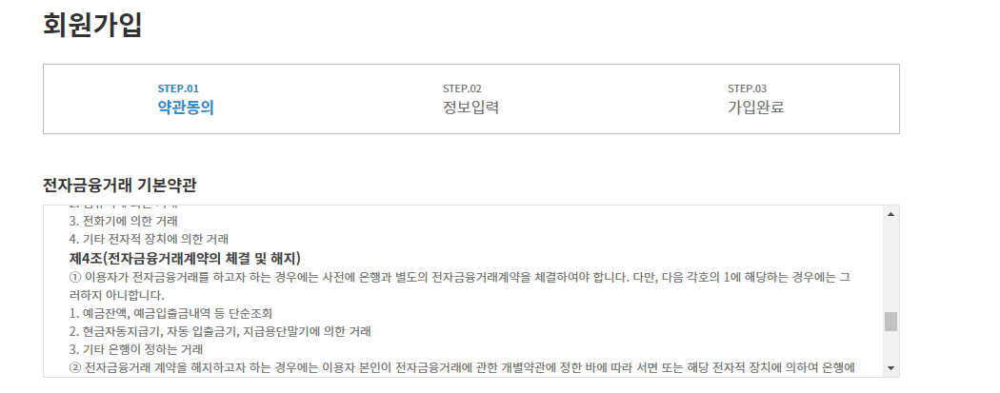 회원가입
STEP.01
약관동의
STEP.02
정보입력
STEP.03
가입완료
전자금융거래 기본약관
3. 전화기에 의한 거래
4. 기타 전자적 장치에 의한 거래
제4조(전자금융거래계약의 체결 및 해지)
① 이용자가 전자금융거래를 하고자 하는 경우에는 사전에 은행과 별도의 전자금융거래계약을 체결하여야 합니다. 다만, 다음 각호의 1에 해당하는 경우에는 그
러하지 아니합니다.
1. 예금잔액, 예금입출금내역 등 단순조회
2. 현금자동지급기, 자동 입출금기, 지급용단말기에 의한 거래
3. 기타 은행이 정하는 거래
② 전자금융거래 계약을 해지하고자 하는 경우에는 이용자 본인이 전자금융거래에 관한 개별약관에 정한 바에 따라 서면 또는 해당 전자적 장치에 의하여 은행에